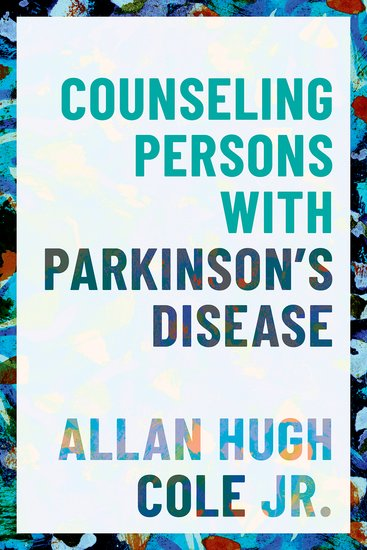 COUNSELING
PERSONS
WITH
PARKINSON'S
DISEASE
ALLAN HUGH
COLE JR.